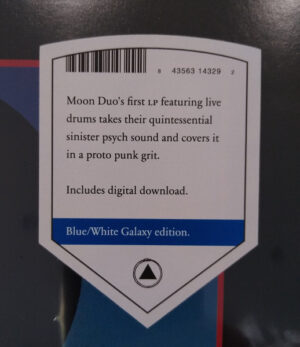 8 43563 14329 2
Moon Duo's first LP featuring live
drums takes their quintessential
sinister psych sound and covers it
in a proto punk grit.
Includes digital download.
Blue/White Galaxy edition.